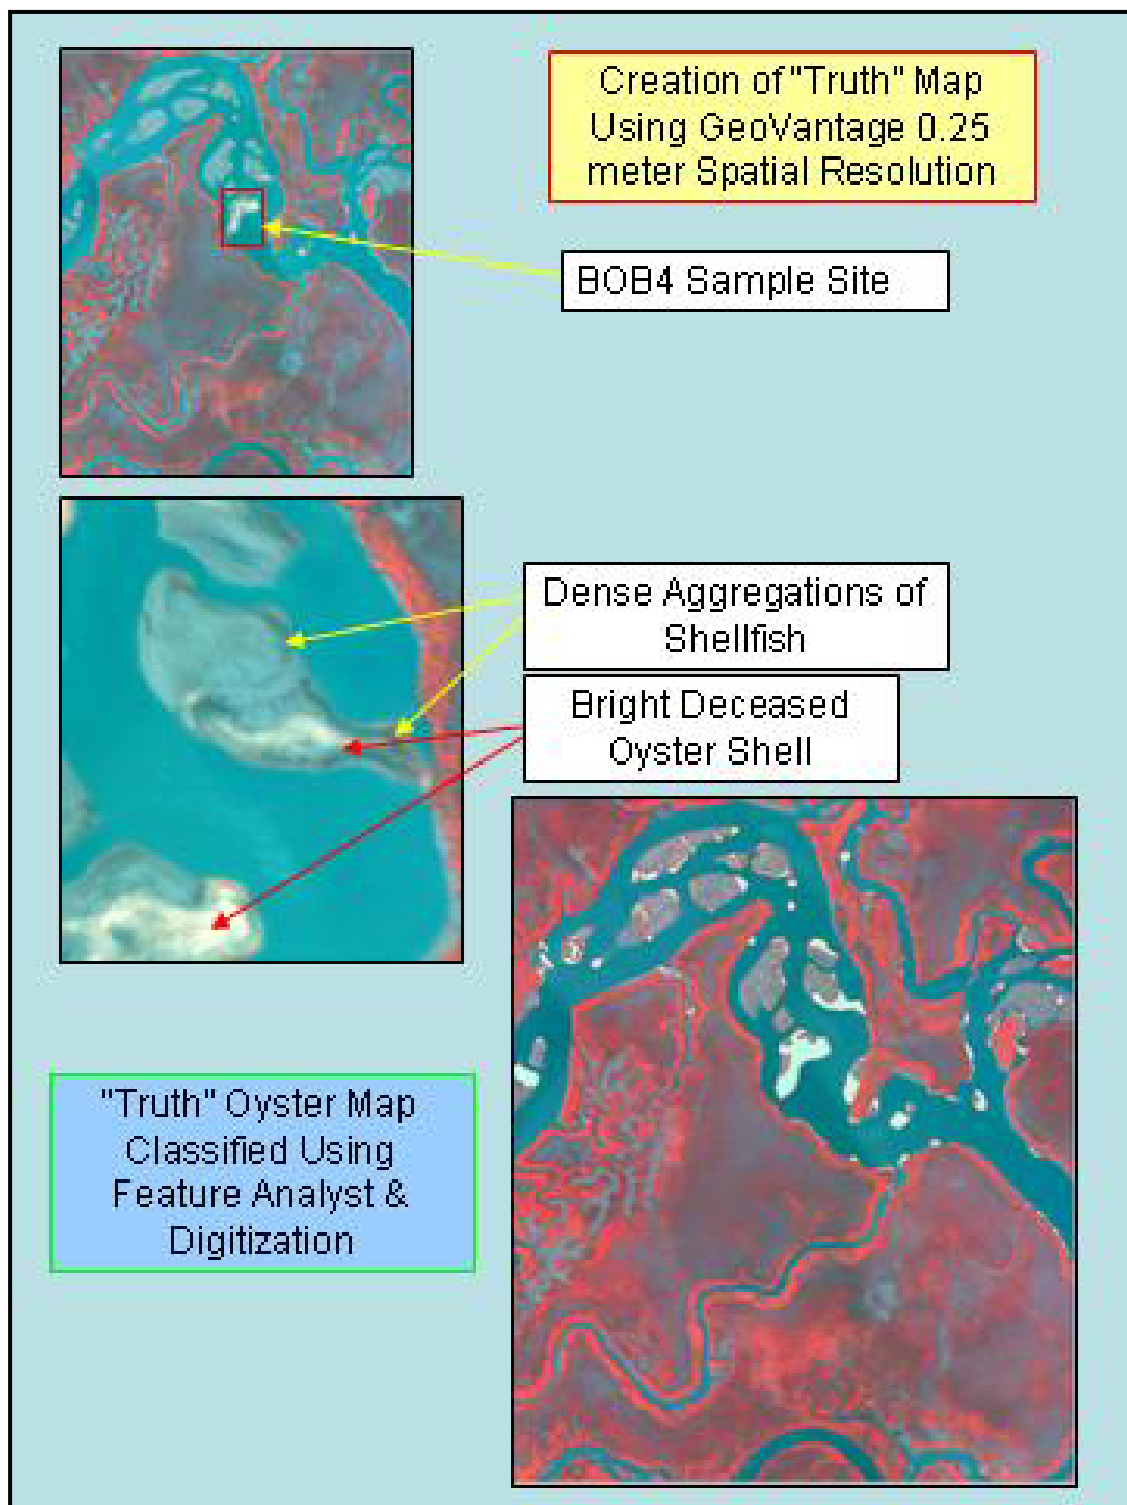 Creation of "Truth" Map
Using GeoVantage 0.25
meter Spatial Resolution
BOB4 Sample Site
Dense Aggregations of
Shellfish
Bright Deceased
Oyster Shell
"Truth" Oyster Map
Classified Using
Feature Analyst &
Digitization